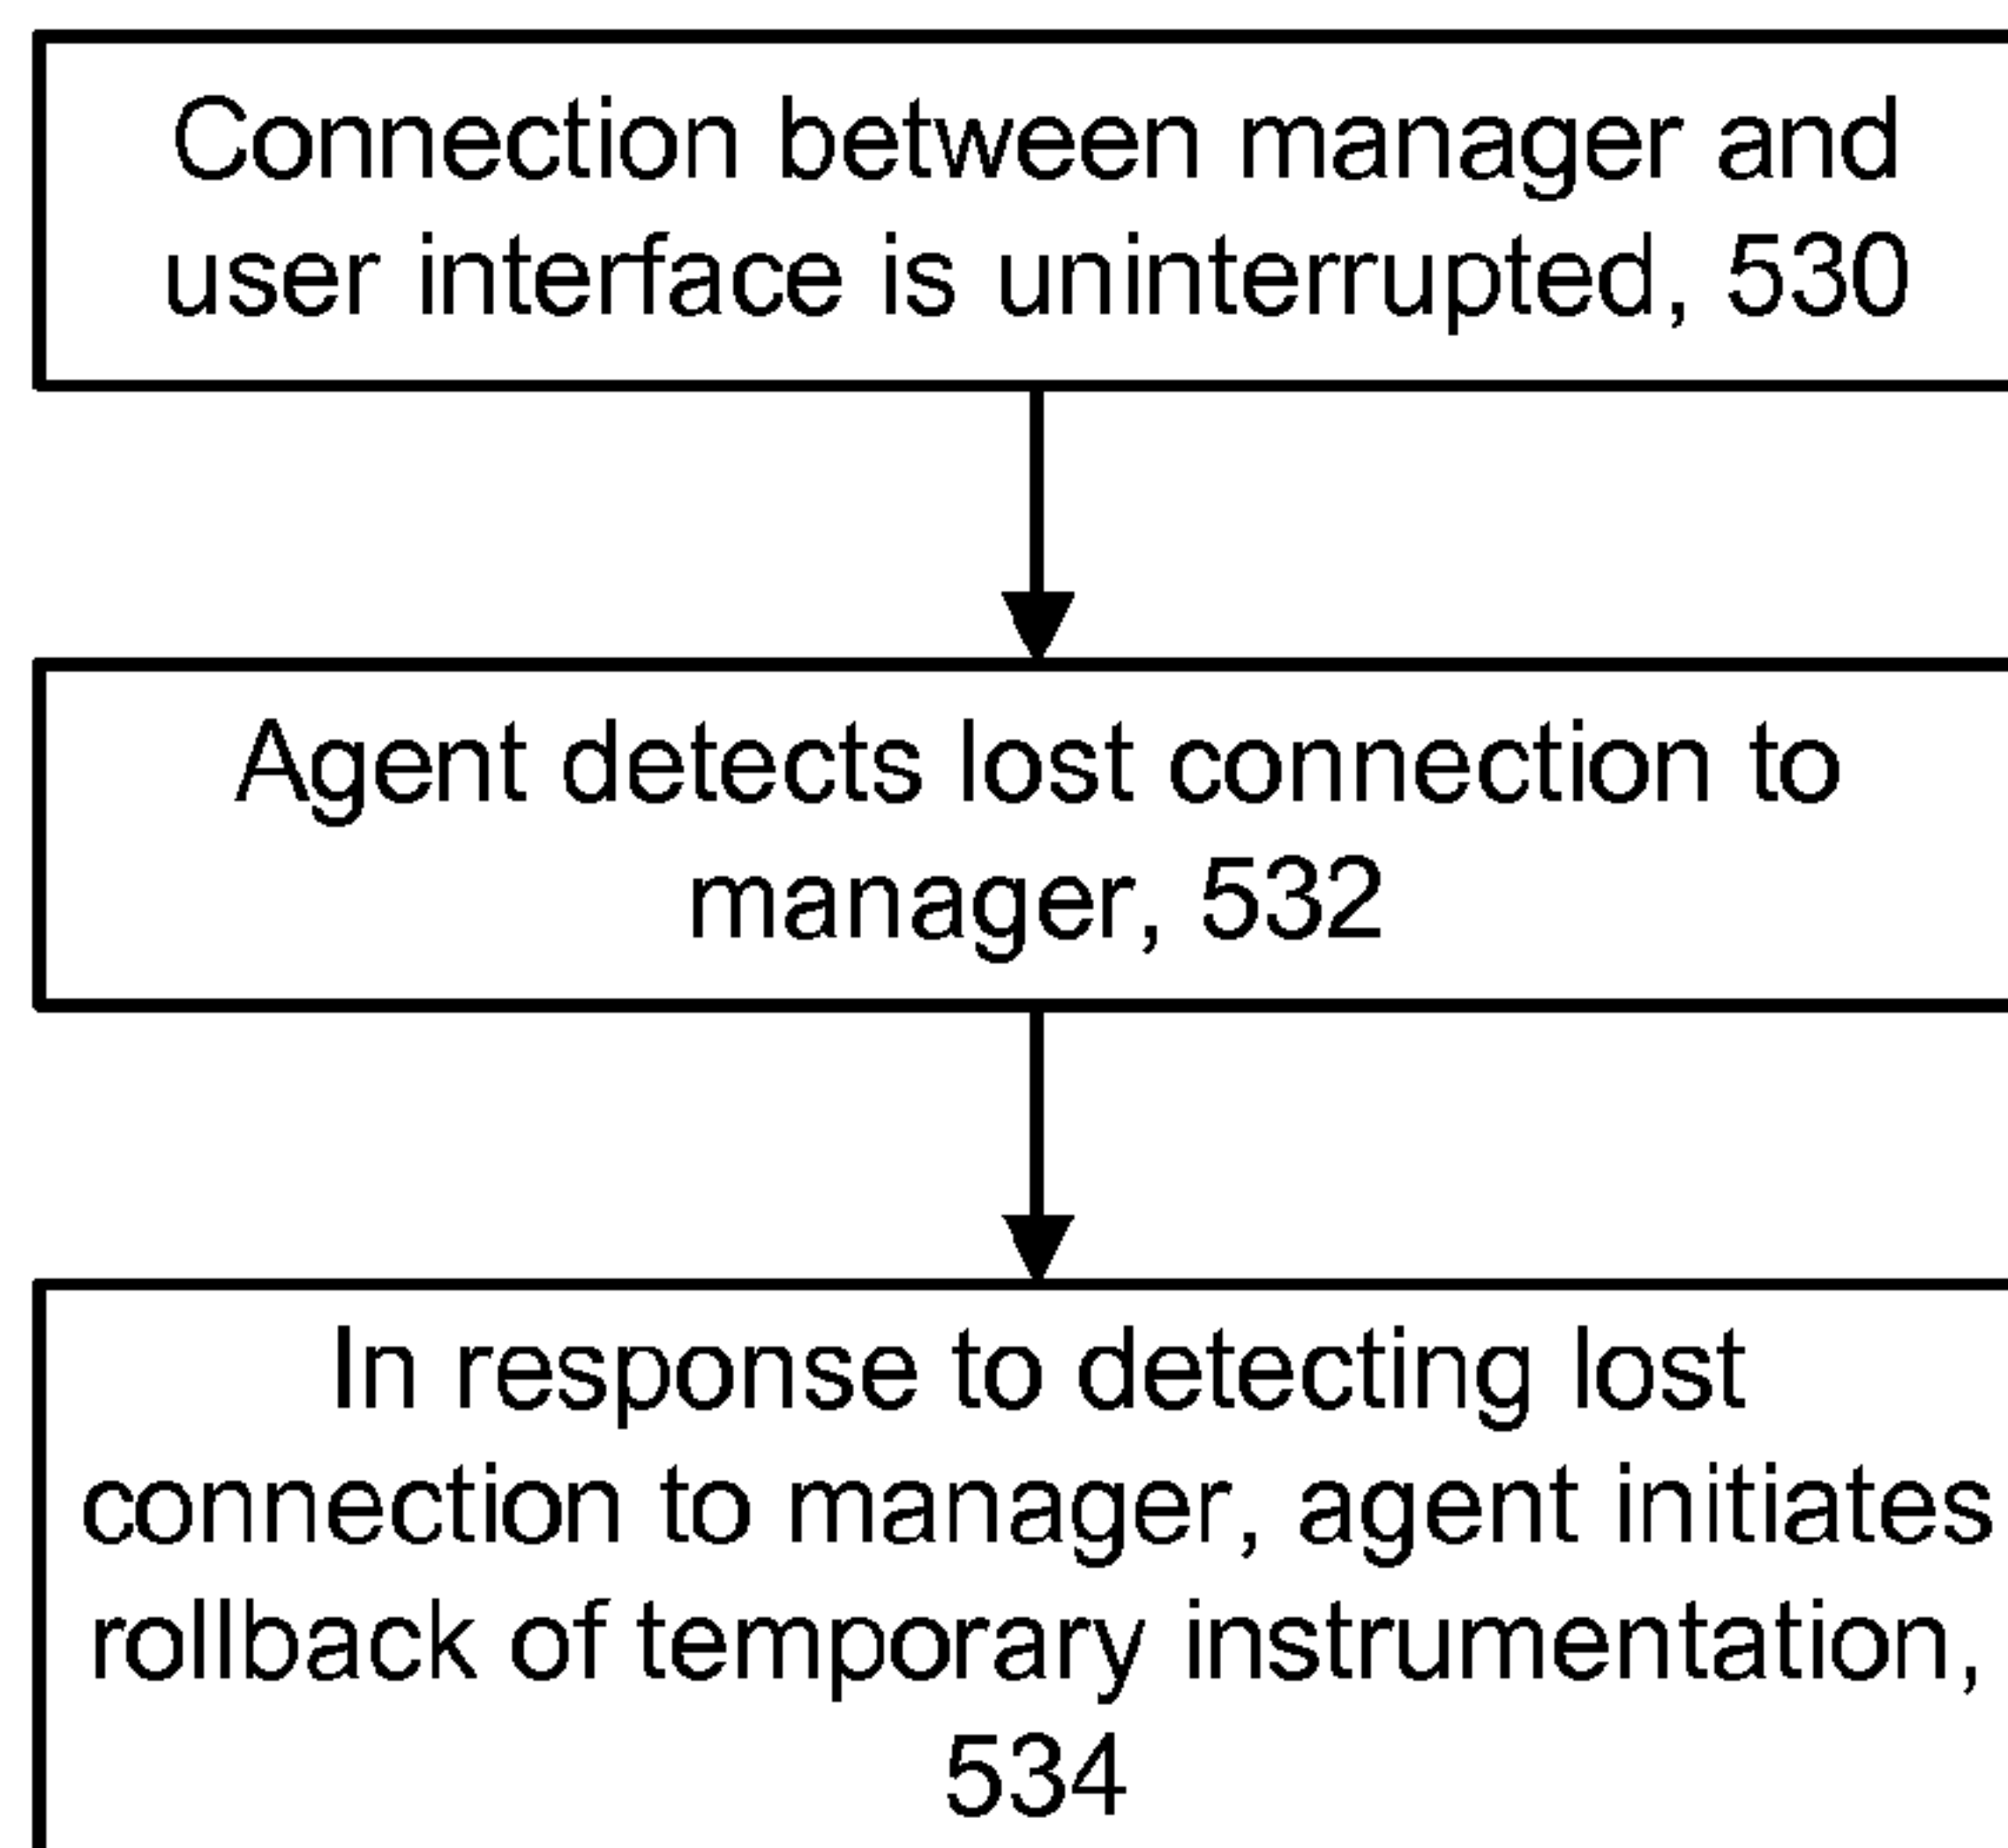 Connection between manager and
user interface is uninterrupted, 530
Agent detects lost connection to
manager, 532
In response to detecting lost
connection to manager, agent initiates
rollback of temporary instrumentation,
534